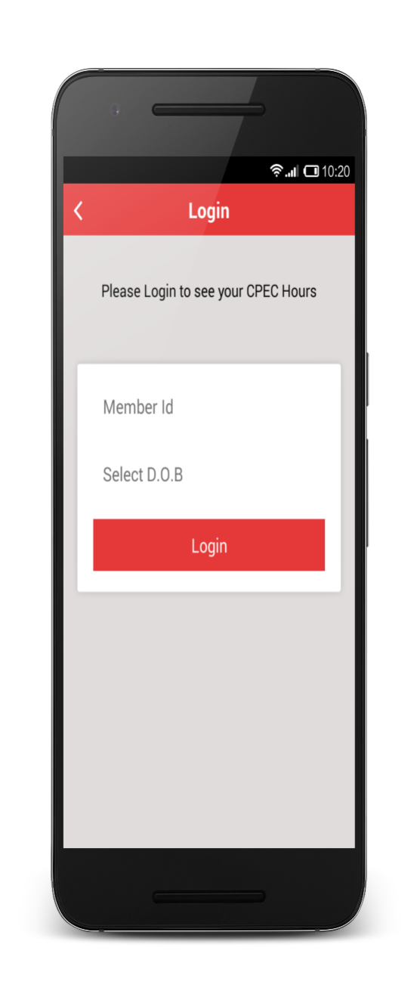 10:20
Login
Please Login to see your CPEC Hours
Member Id
Select D.O.B
Login